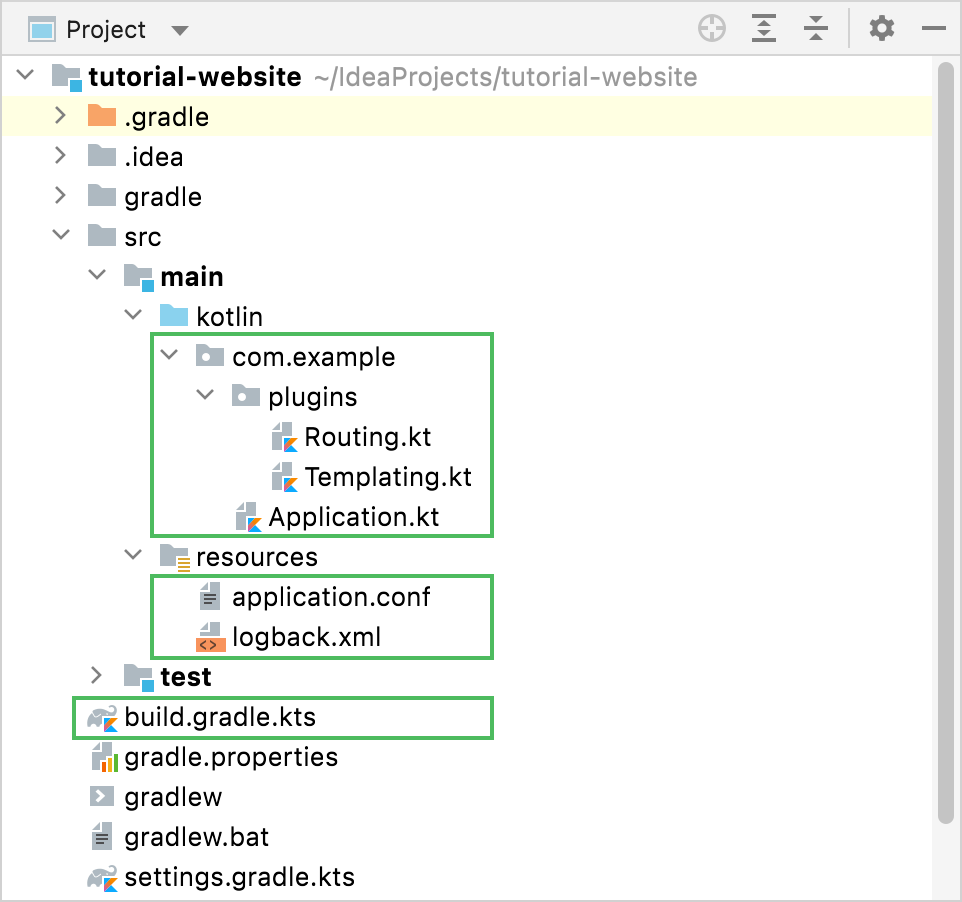 Project
tutorial-website ~/IdeaProjects/tutorial-website
.gradle
.idea
gradle
src
main
kotlin
com.example
plugins
Routing.kt
Templating.kt
Application.kt
resources
application.conf
logback.xml
test
build.gradle.kts
gradle.properties
gradlew
gradlew.bat
settings.gradle.kts